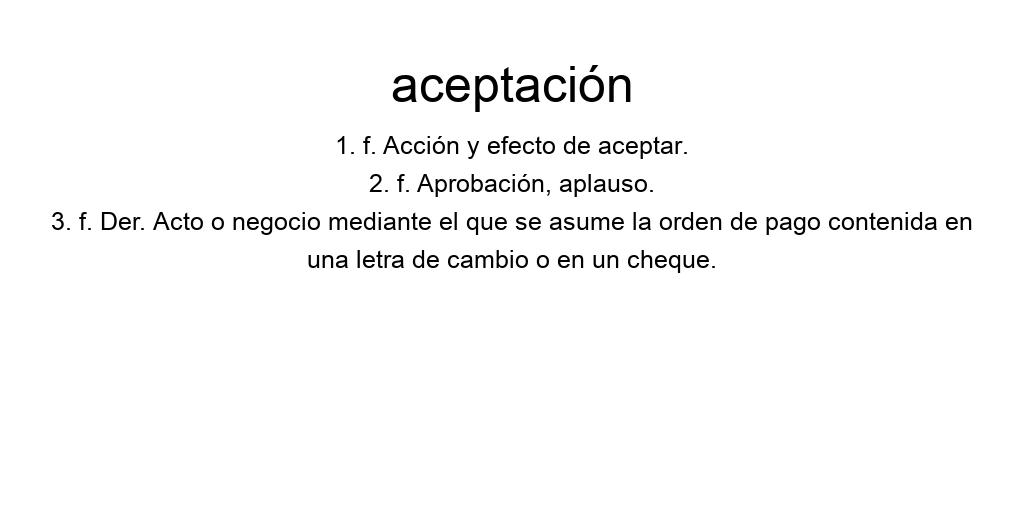 aceptación
1. f. Acción y efecto de aceptar.
2. f. Aprobación, aplauso.
3. f. Der. Acto o negocio mediante el que se asume la orden de pago contenida en
una letra de cambio o en un cheque.